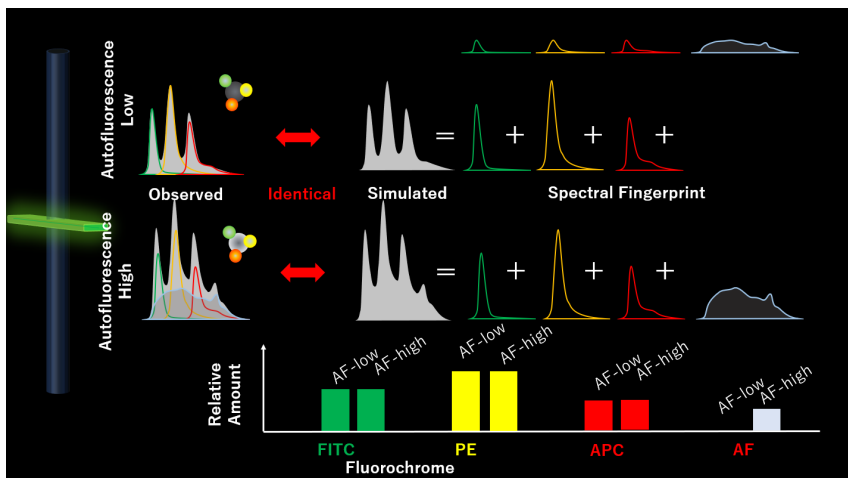 Autofluorescence
Low
=
+
+
+
Observed
Identical
Simulated
Spectral Fingerprint
Autofluorescence
High
=
+
+
+
Relative
Amount
AF-low
AF-high
AF-low
AF-high
AF-low
AF-high
AF-low
AF-high
FITC
PE
APC
AF
Fluorochrome